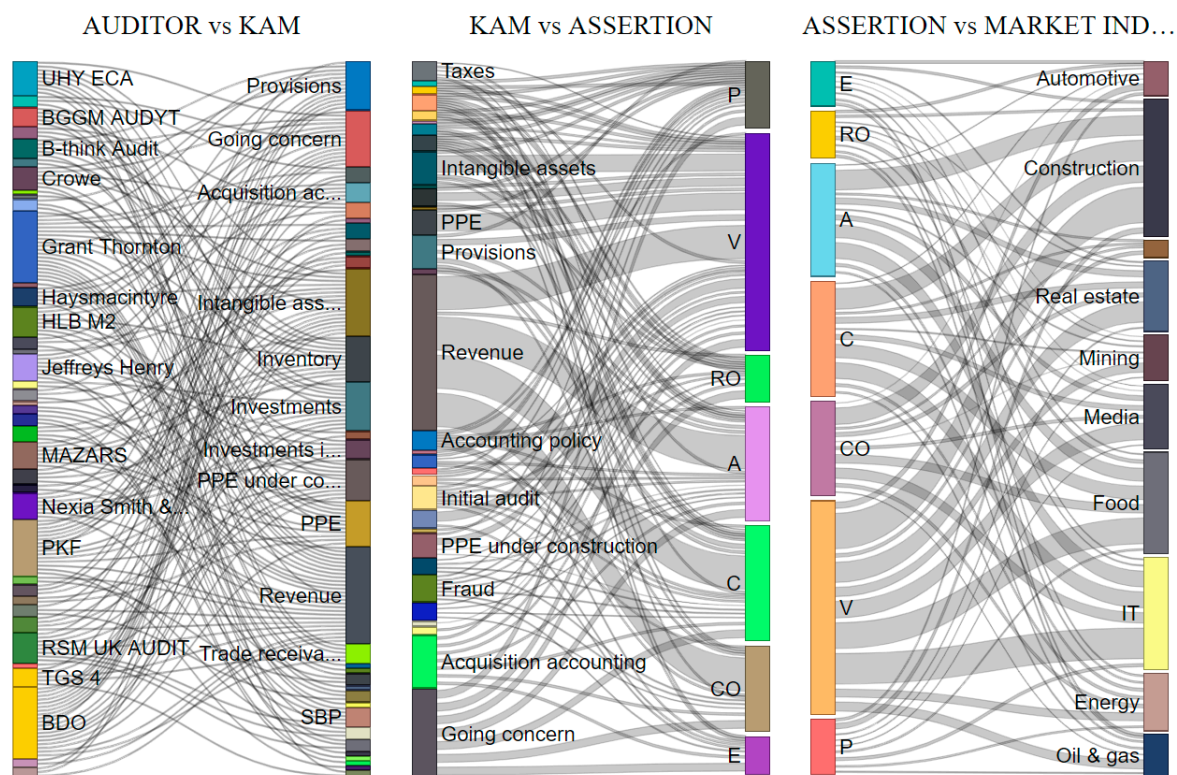 AUDITOR vs KAM
KAM vs ASSERTION
ASSERTION vs MARKET IND...
UHY ECA
BGGM AUDYT
B-think Audit
Crowe
Grant Thornton
Haysmacintyre
HLB M2
Jeffreys Henry
MAZARS
Nexia Smith &...
PKF
RSM UK AUDIT
TGS 4
BDO
Provisions
Going concern
Acquisition ac...
Intangible ass...
Inventory
Investments
Investments i...
PPE under co...
PPE
Revenue
Trade receiva...
SBP
Taxes
Intangible assets
PPE
Provisions
Revenue
Accounting policy
Initial audit
PPE under construction
Fraud
Acquisition accounting
Going concern
P
V
RO
A
C
CO
E
E
RO
A
C
CO
V
P
Automotive
Construction
Real estate
Mining
Media
Food
IT
Energy
Oil & gas